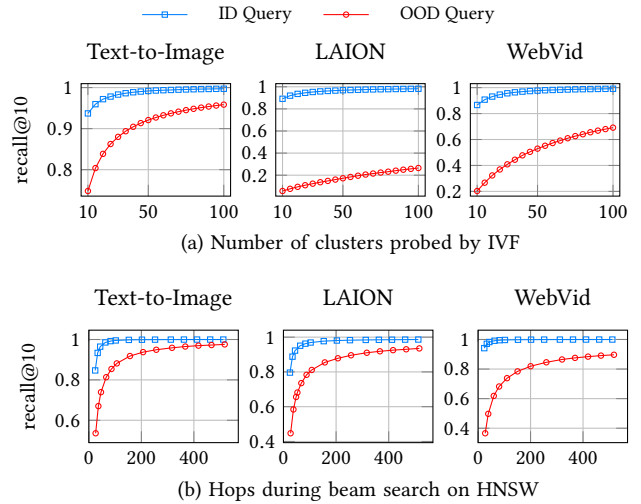 ID Query OOD Query
Text-to-Image LAION WebVid
recall@10
1
0.9
0.8
10 50 100
1
0.8
0.6
0.4
0.2
10 50 100
1
0.8
0.6
0.4
0.2
10 50 100
(a) Number of clusters probed by IVF
Text-to-Image LAION WebVid
recall@10
1
0.8
0.6
0 200 400
1
0.8
0.6
0.4
0 200 400
1
0.8
0.6
0.4
0 200 400
(b) Hops during beam search on HNSW